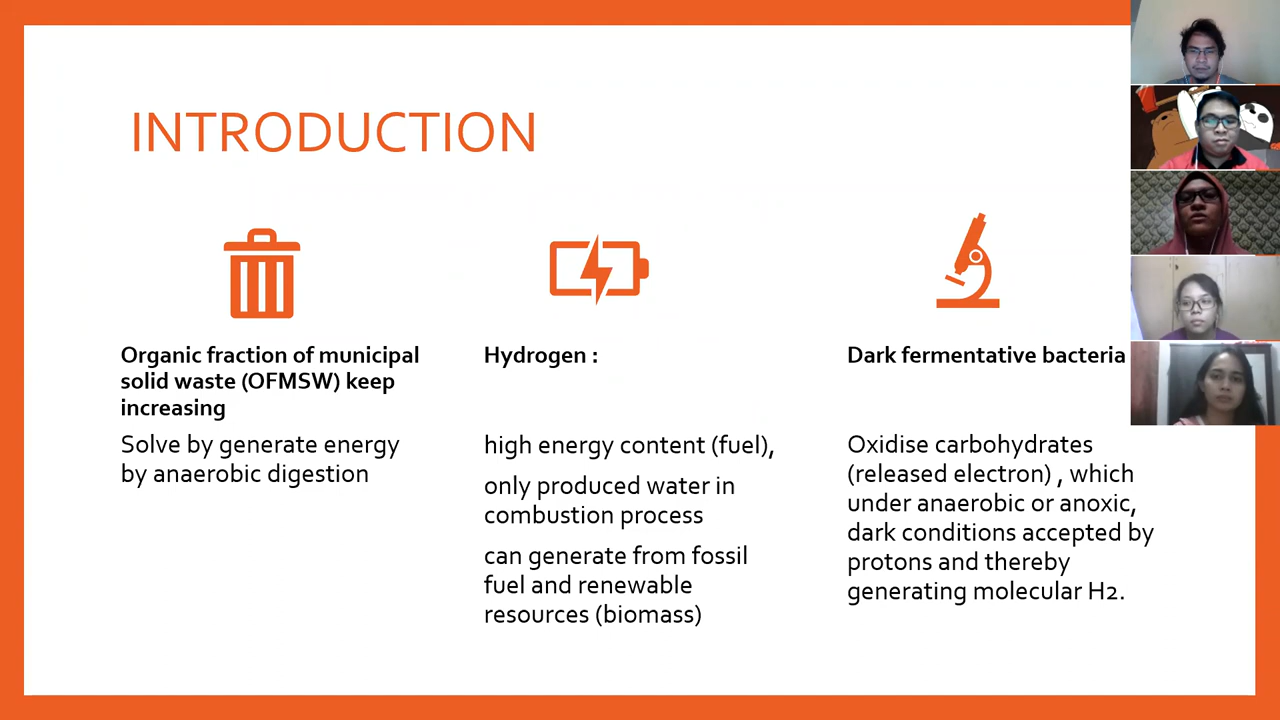 INTRODUCTION
Organic fraction of municipal
solid waste (OFMSW) keep
increasing
Solve by generate energy
by anaerobic digestion
Hydrogen :
high energy content (fuel),
only produced water in
combustion process
can generate from fossil
fuel and renewable
resources (biomass)
Dark fermentative bacteria
Oxidise carbohydrates
(released electron) , which
under anaerobic or anoxic,
dark conditions accepted by
protons and thereby
generating molecular H2.